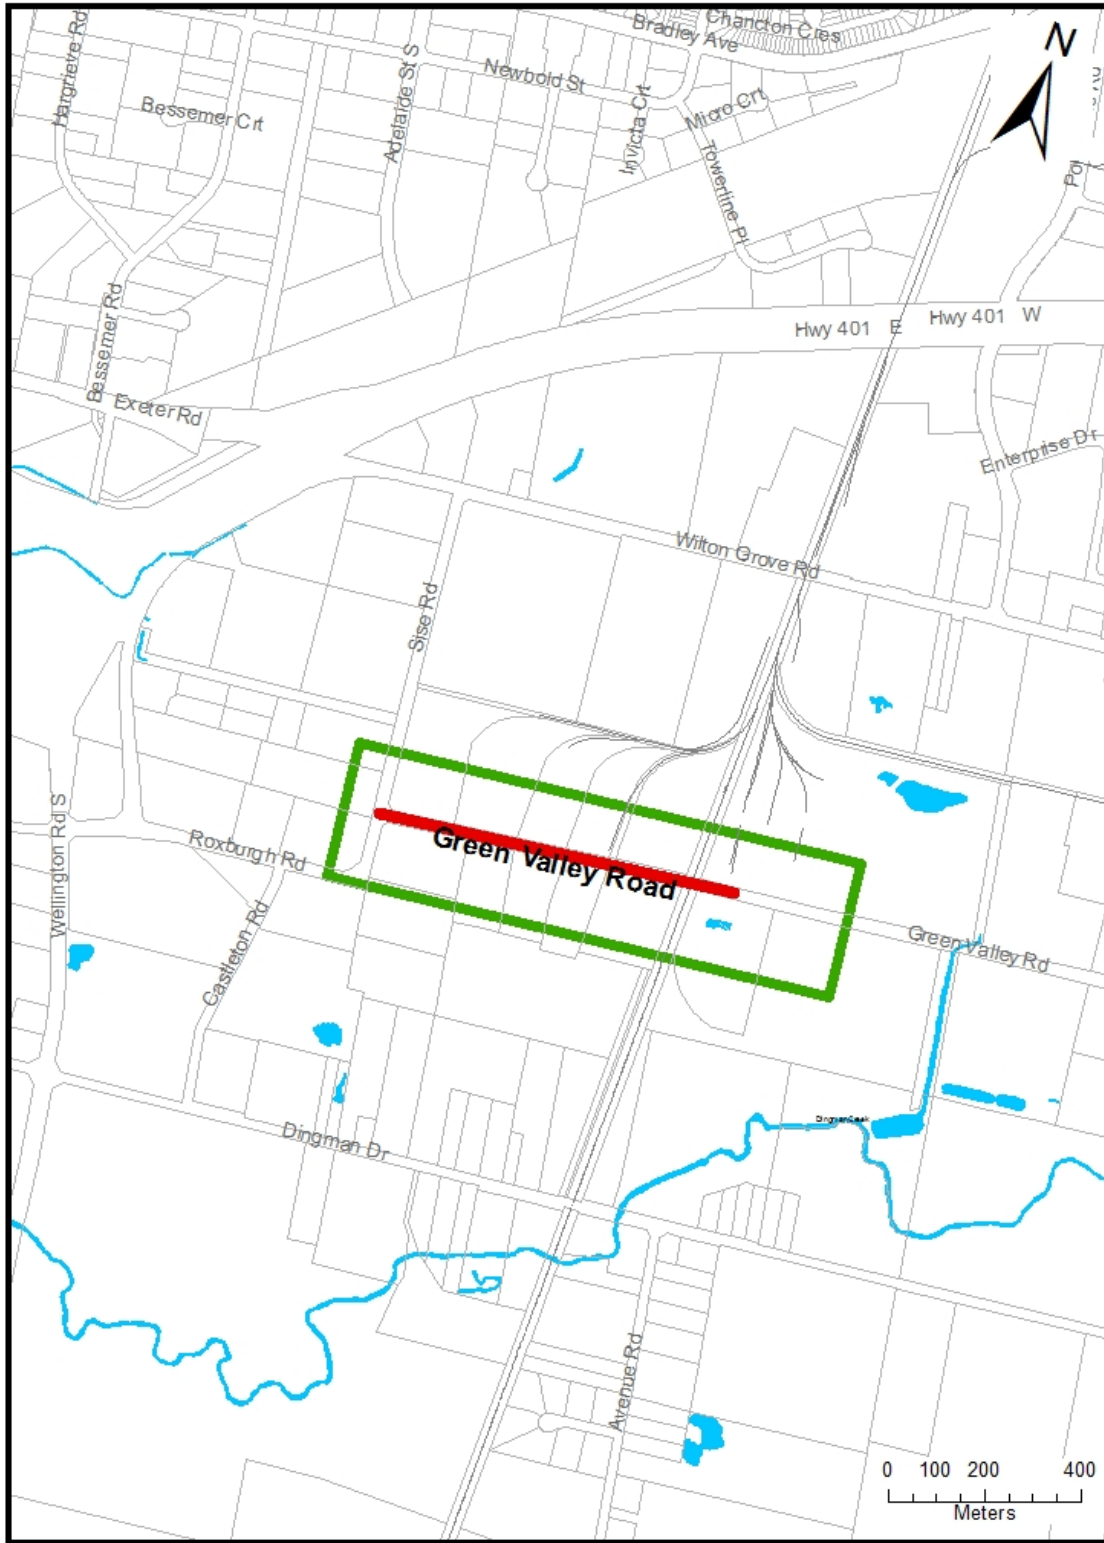 Hargrieve Rd
Chancton Cres
Bradley Ave
N
Newbold St
Adelaide St S
Bessemer Crt
Invicta Crt
Micro Crt
Towerline Pl
Hwy 401 E
Hwy 401 W
Bessemer Rd
Exeter Rd
Enterprise Dr
Wilton Grove Rd
Sise Rd
Wellington Rd S
Roxburgh Rd
Green Valley Road
Castleton Rd
Green Valley Rd
Dingman Creek
Dingman Dr
Avenue Rd
0 100 200 400
Meters